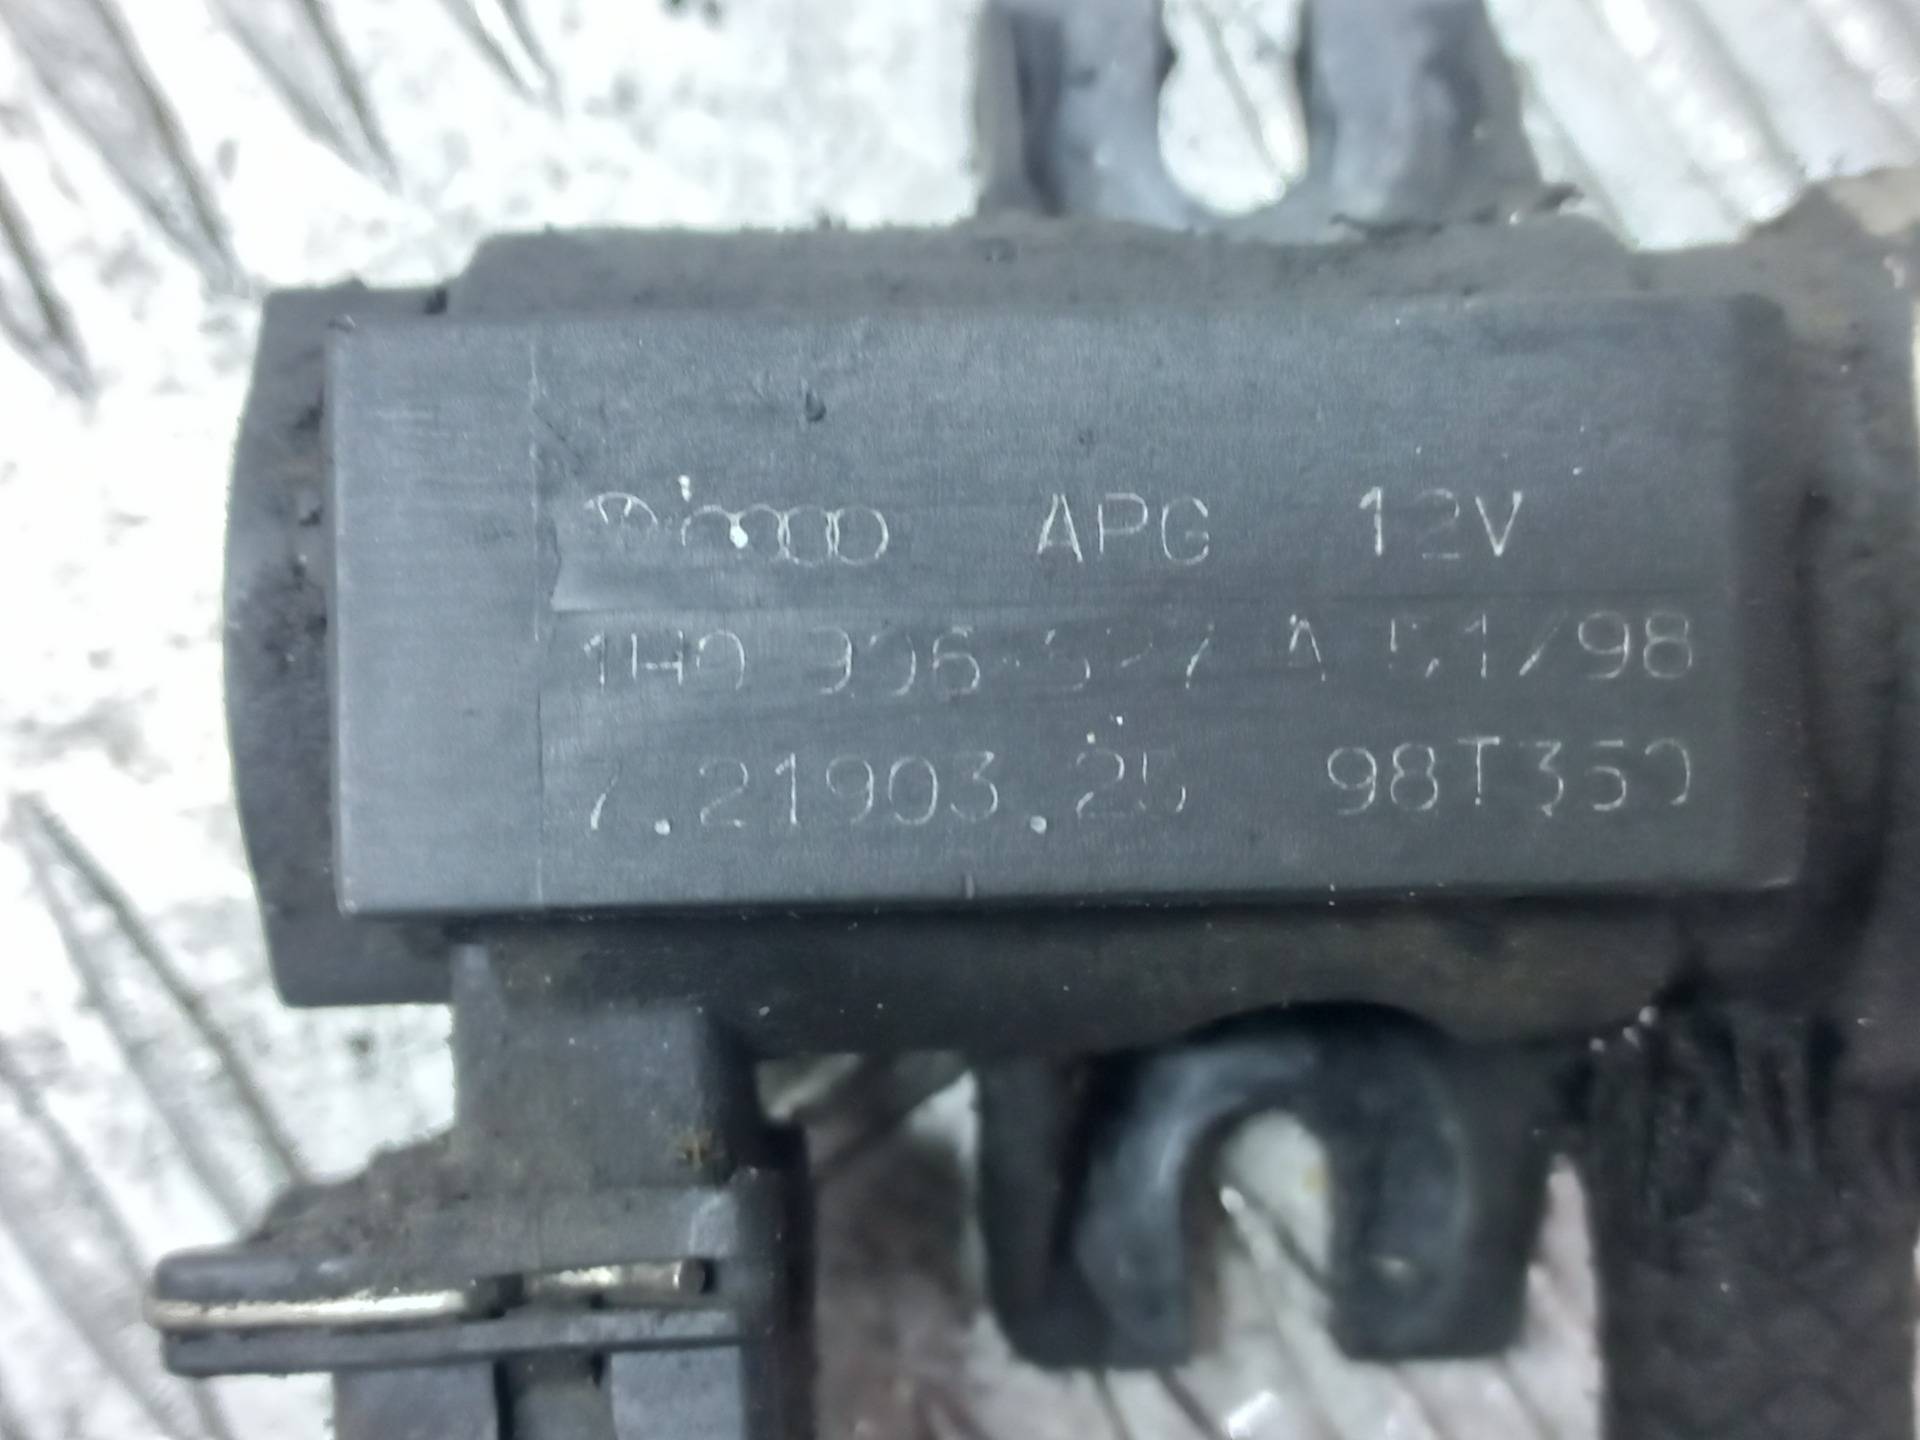 APG 12V
1H0 906 627 A 51/98
7.21903.25 98T350